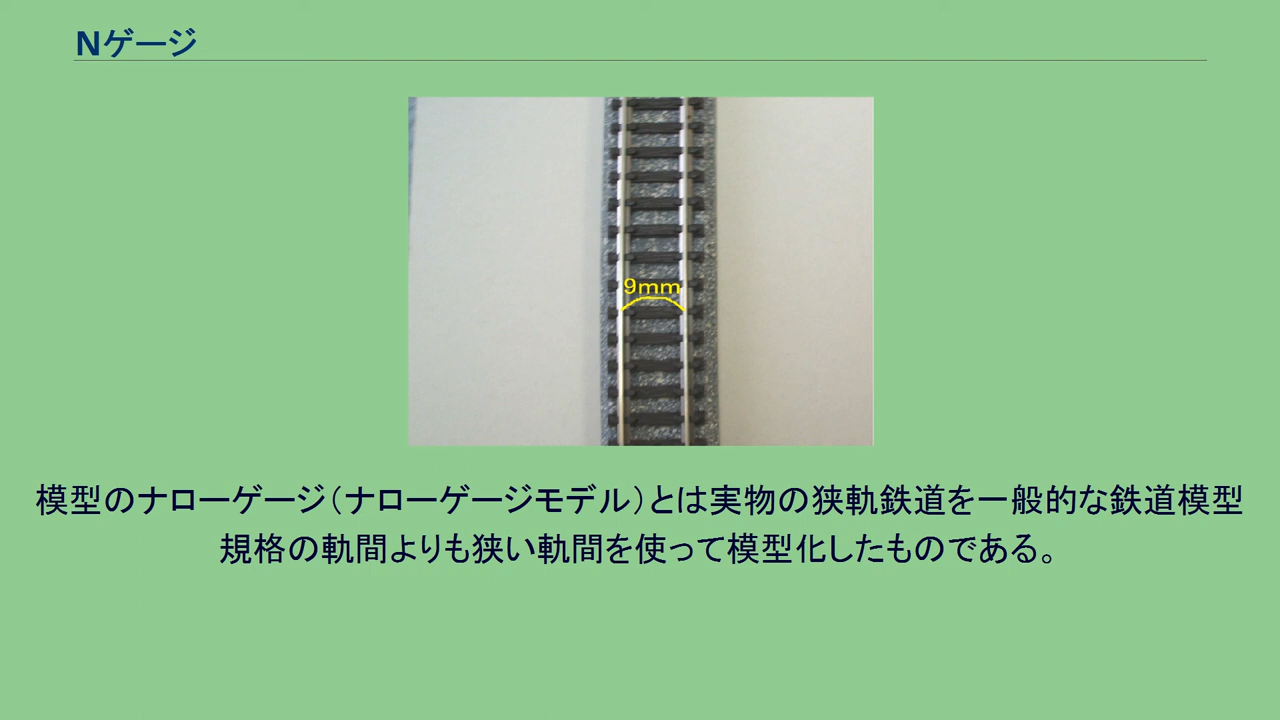 Nゲージ
9mm
模型のナローゲージ（ナローゲージモデル）とは実物の狭軌鉄道を一般的な鉄道模型
規格の軌間よりも狭い軌間を使って模型化したものである。